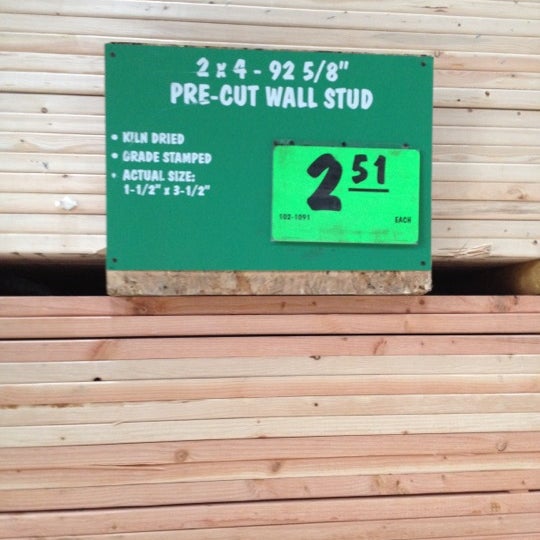 2 x 4 - 92 5/8"
PRE-CUT WALL STUD
• KILN DRIED
• GRADE STAMPED
• ACTUAL SIZE:
1-1/2" x 3-1/2"
2 51
102-1091 EACH